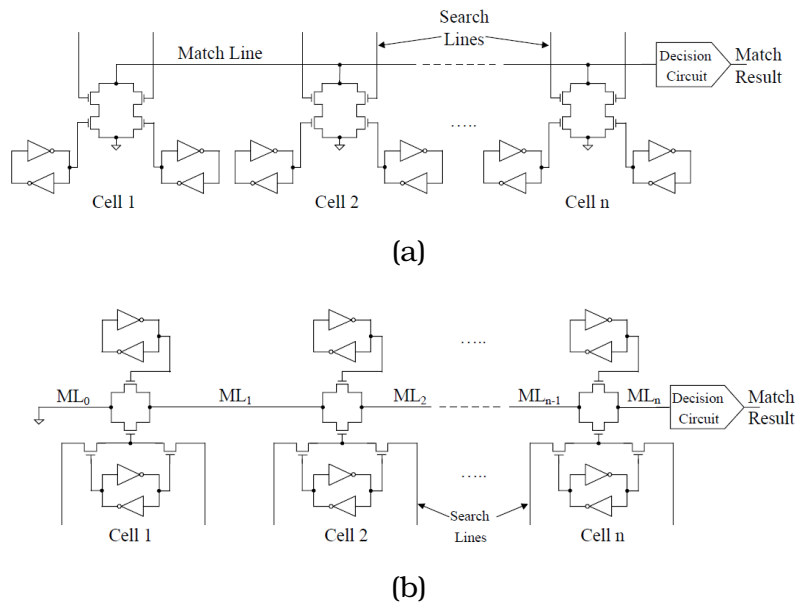 Search
Lines
Match Line
Decision
Circuit
Match
Result
.....
Cell 1
Cell 2
Cell n
(a)
.....
ML0
ML1
ML2
MLn-1
MLn
Decision
Circuit
Match
Result
.....
Search
Lines
Cell 1
Cell 2
Cell n
(b)